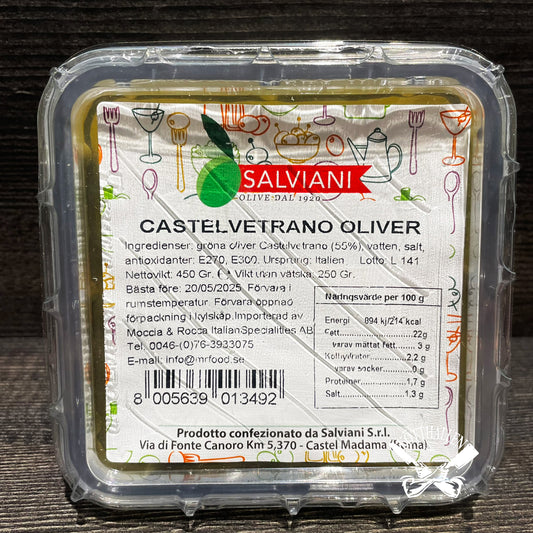 SALVIANI
OLIVE DAL 1920
CASTELVETRANO OLIVER
Ingredienser: gröna oliver Castelvetrano (55%), vatten, salt,
antioxidanter: E270, E300. Ursprung: Italien Lotto: L 141
Nettovikt: 450 Gr. e Vikt utan vätska: 250 Gr.
Bästa före: 20/05/2025 Förvara i
rumstemperatur. Förvara öppnad
förpackning i kylskåp,Importerad av
Moccia & Rocca ItalianSpecialities AB
Tel. 0046-(0)76-3933075
E-mail: info@mrfood.se
Näringsvärde per 100 g
Energi 894 kj/214 kcal
Fett 22g
varav mättat fett 3 g
Kolhydrater 2,2 g
varav socker 0 g
Proteiner 1,7 g
Salt 1,3 g
8 005639 013492
Prodotto confezionato da Salviani S.r.l.
Via di Fonte Canoro Km 5,370 - Castel Madama (Roma)